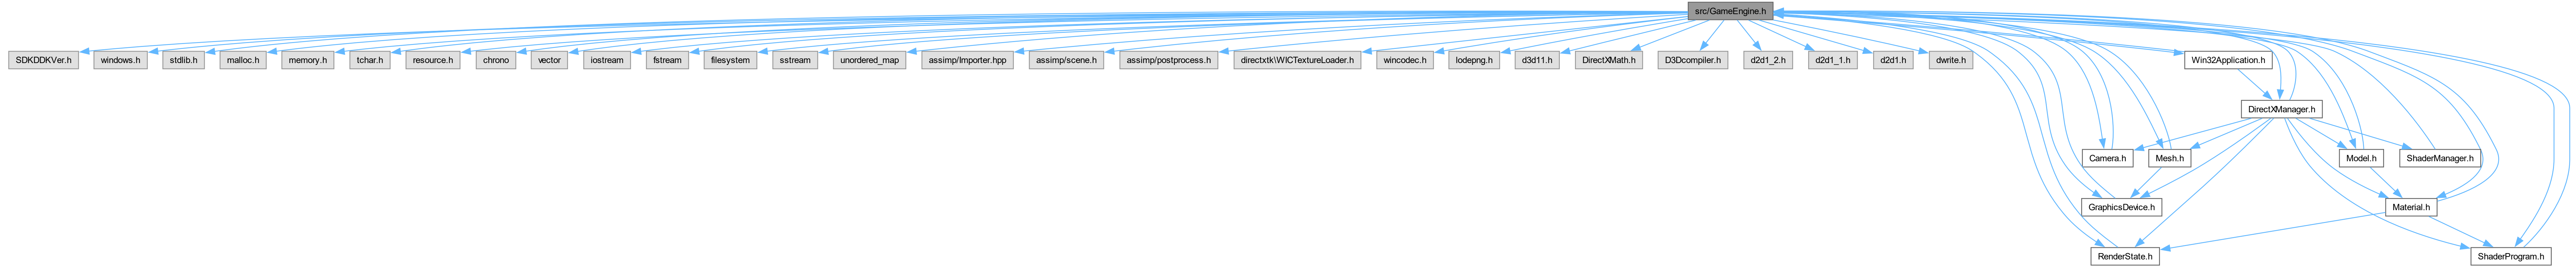 src/GameEngine.h
SDKDDKVer.h
windows.h
stdlib.h
malloc.h
memory.h
tchar.h
resource.h
chrono
vector
iostream
fstream
filesystem
sstream
unordered_map
assimp/Importer.hpp
assimp/scene.h
assimp/postprocess.h
directxtk\WICTextureLoader.h
wincodec.h
lodepng.h
d3d11.h
DirectXMath.h
D3Dcompiler.h
d2d1_2.h
d2d1_1.h
d2d1.h
dwrite.h
Win32Application.h
DirectXManager.h
Camera.h
Mesh.h
Model.h
ShaderManager.h
GraphicsDevice.h
Material.h
RenderState.h
ShaderProgram.h